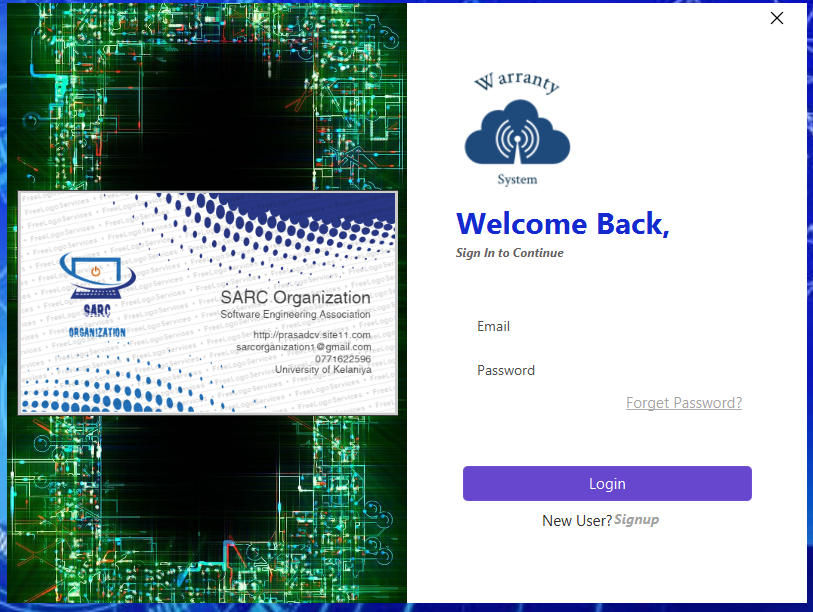 FreeLogoServices
SARC
ORGANIZATION
SARC Organization
Software Engineering Association
http://prasadcv.site11.com
sarcorganization1@gmail.com
0771622596
University of Kelaniya
Warranty
System
Welcome Back,
Sign In to Continue
Email
Password
Forget Password?
Login
New User? Signup